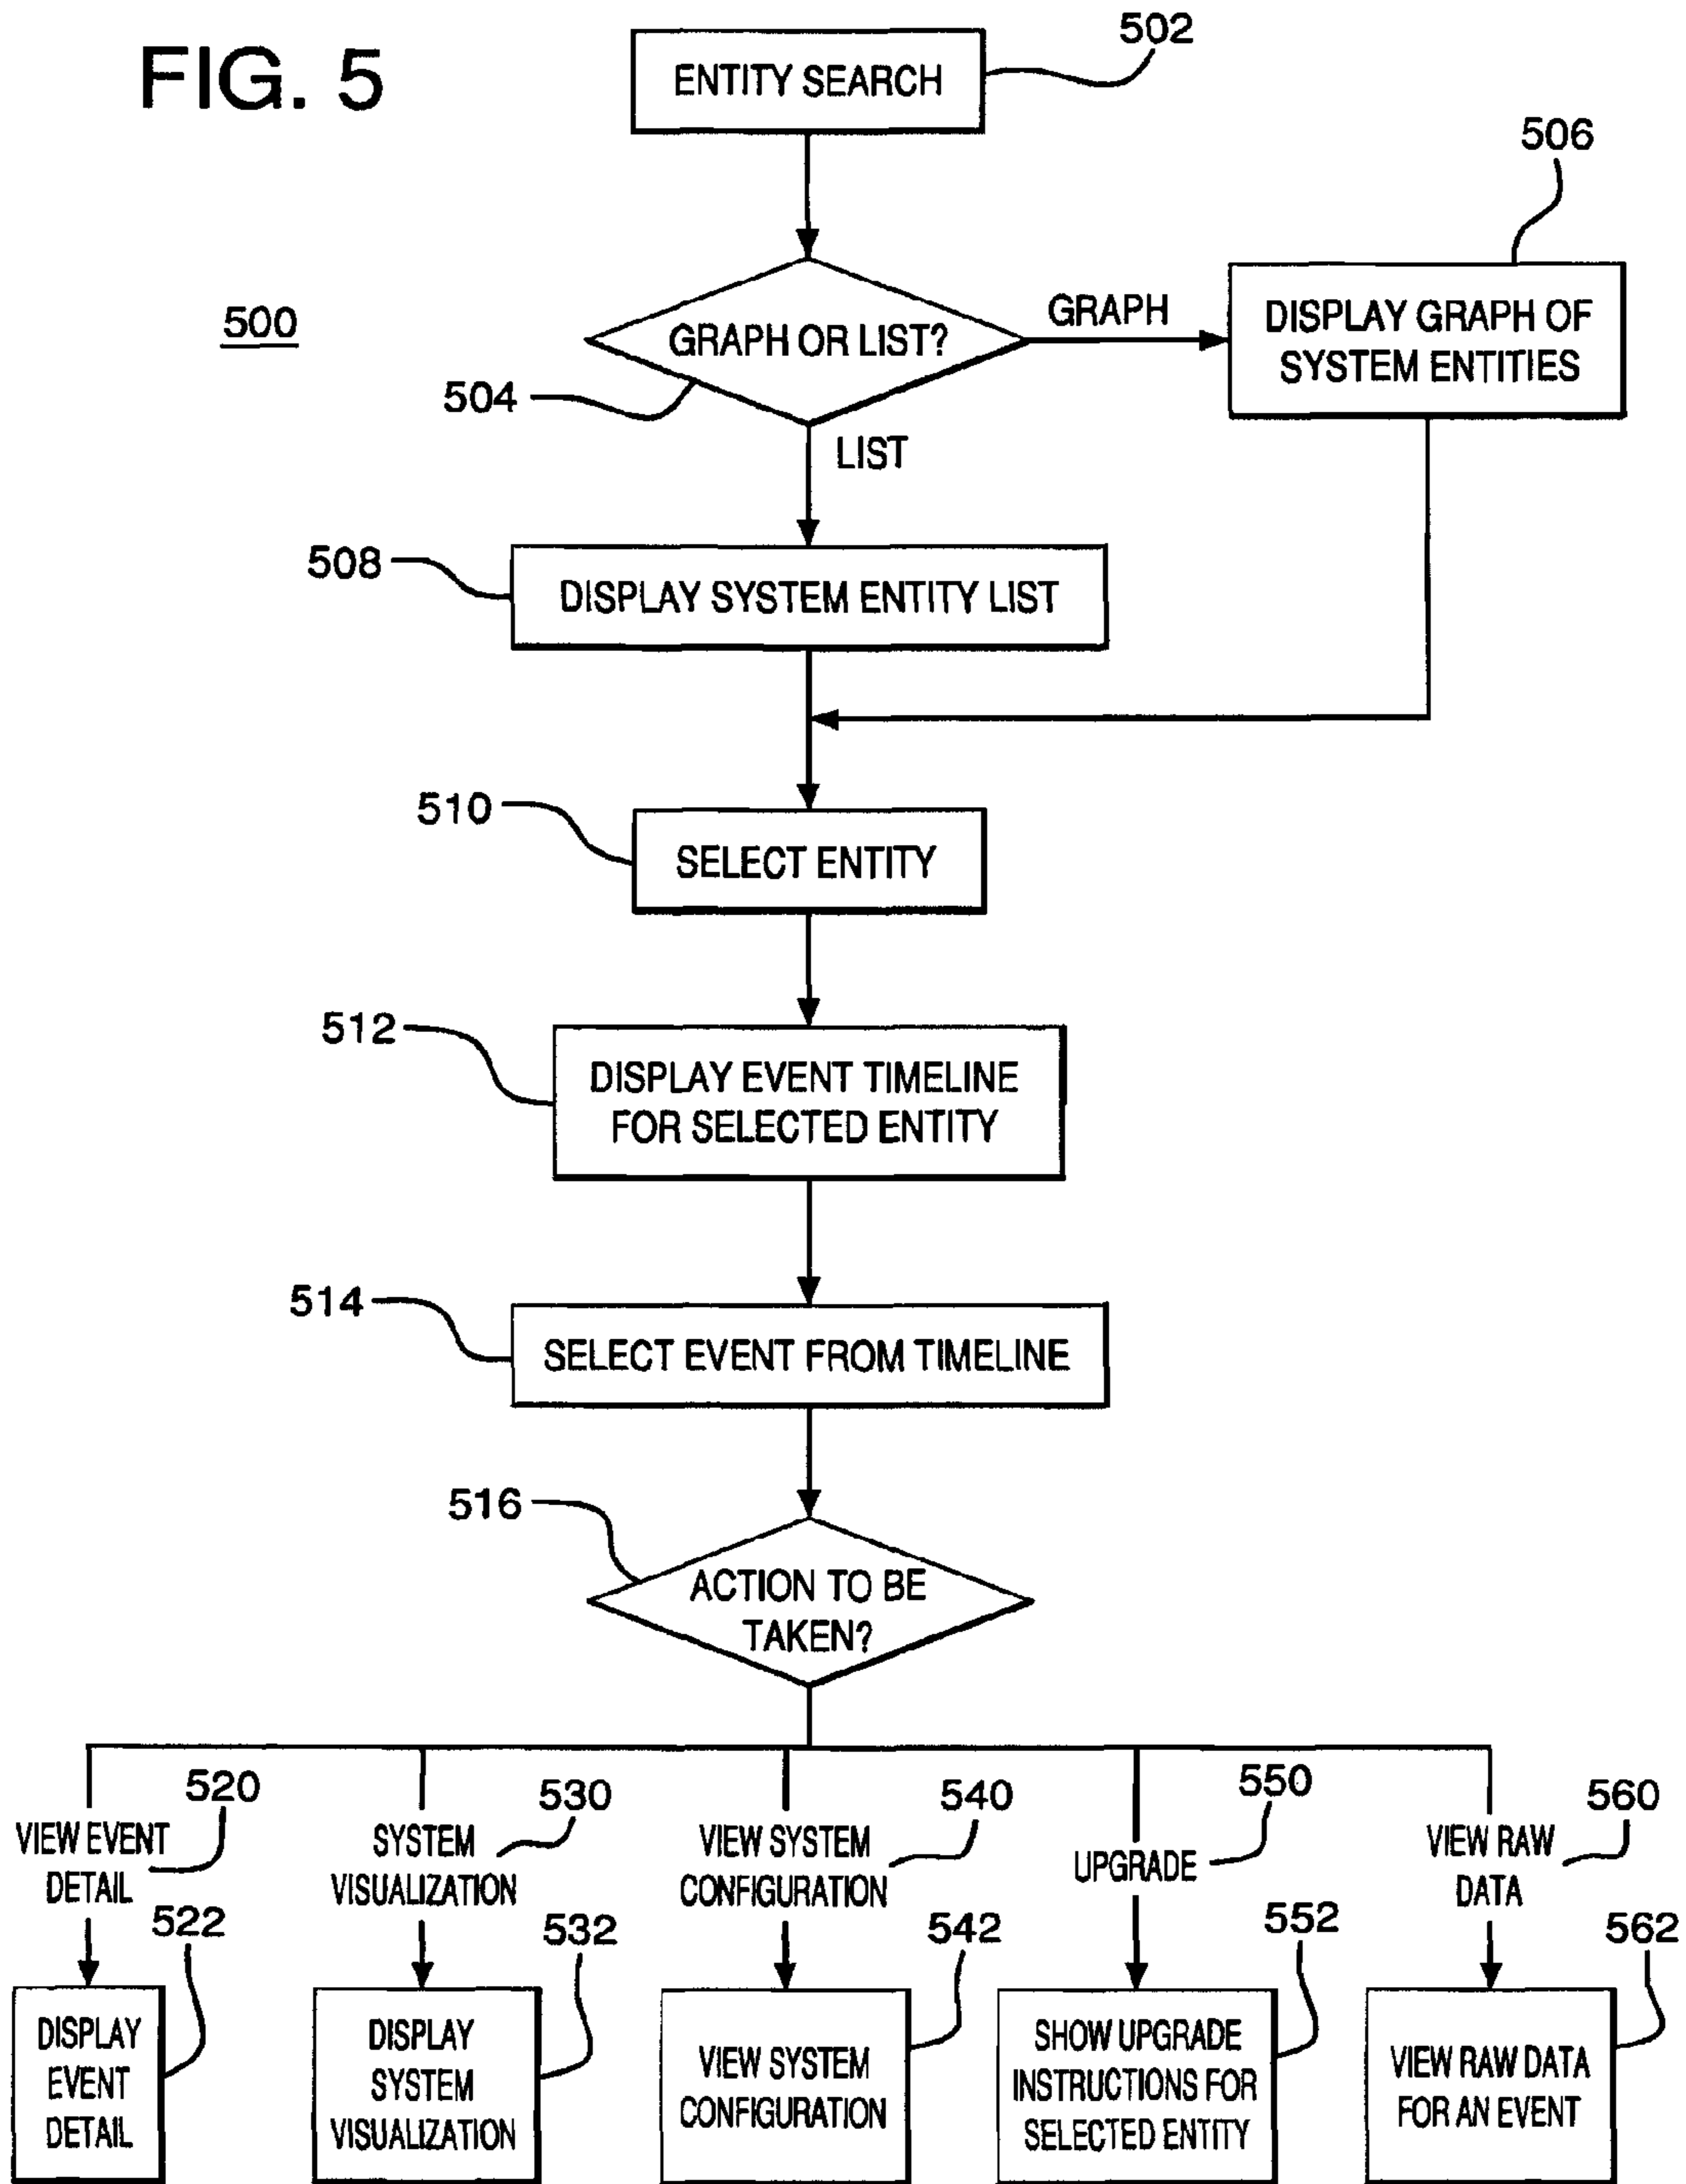 FIG. 5
502
ENTITY SEARCH
506
500
GRAPH OR LIST?
GRAPH
DISPLAY GRAPH OF
SYSTEM ENTITIES
504
LIST
508
DISPLAY SYSTEM ENTITY LIST
510
SELECT ENTITY
512
DISPLAY EVENT TIMELINE
FOR SELECTED ENTITY
514
SELECT EVENT FROM TIMELINE
516
ACTION TO BE
TAKEN?
520
VIEW EVENT
DETAIL
530
SYSTEM
VISUALIZATION
540
VIEW SYSTEM
CONFIGURATION
550
UPGRADE
560
VIEW RAW
DATA
522
DISPLAY
EVENT
DETAIL
532
DISPLAY
SYSTEM
VISUALIZATION
542
VIEW SYSTEM
CONFIGURATION
552
SHOW UPGRADE
INSTRUCTIONS FOR
SELECTED ENTITY
562
VIEW RAW DATA
FOR AN EVENT